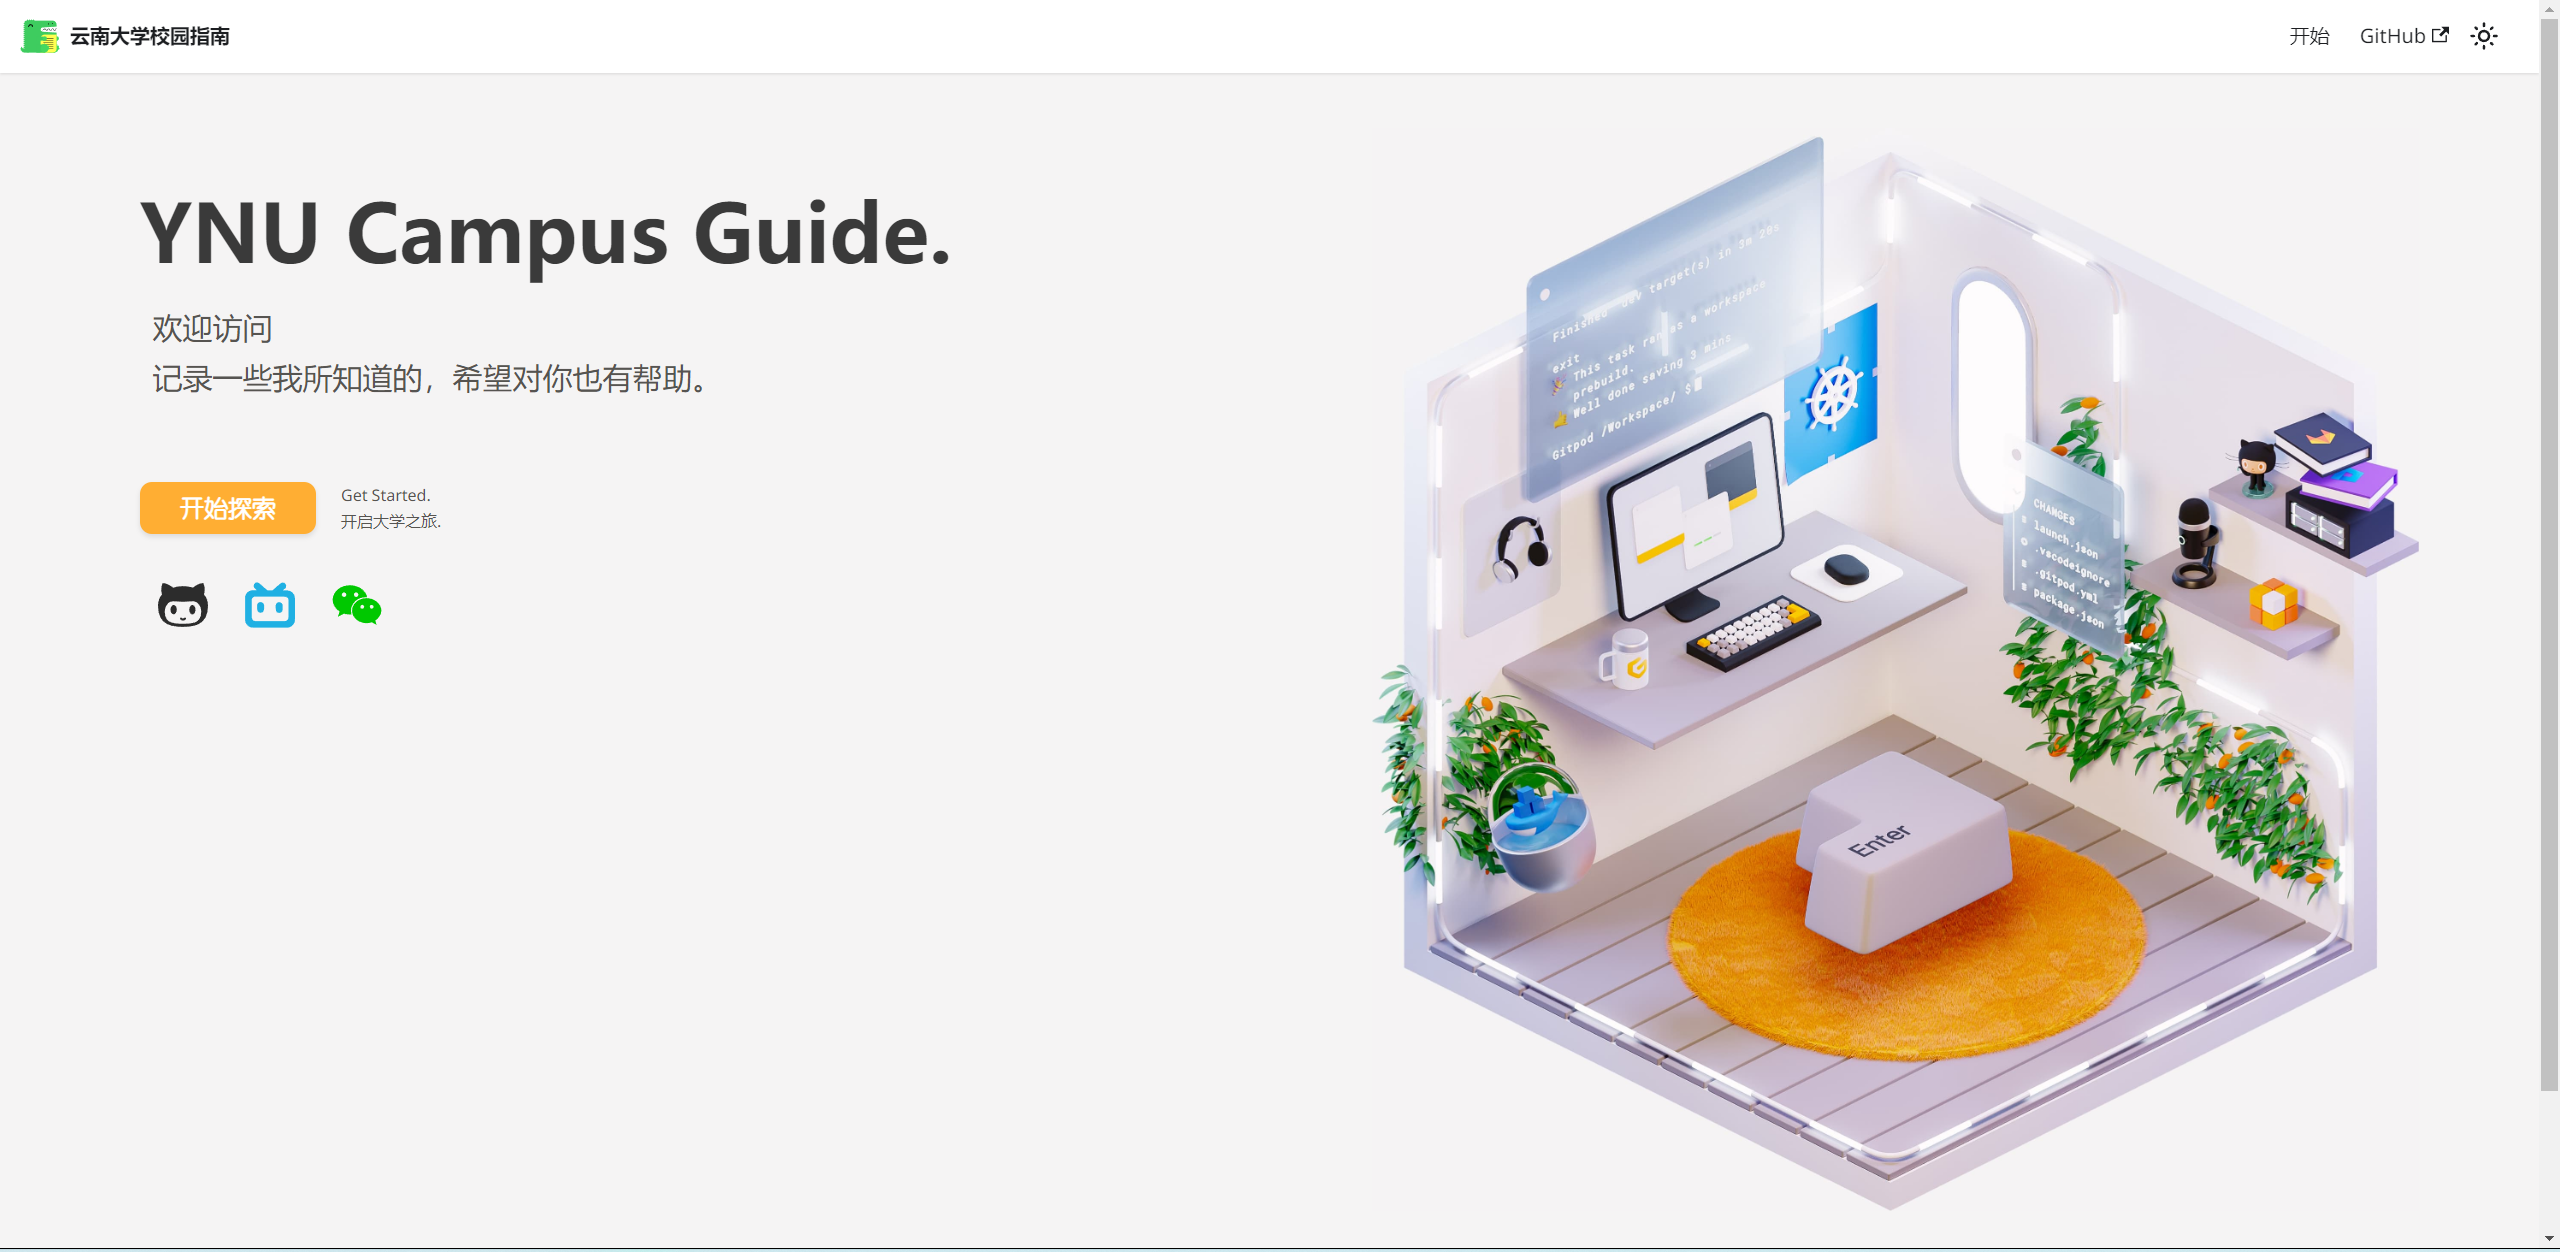 云南大学校园指南
开始
GitHub
YNU Campus Guide.
欢迎访问
记录一些我所知道的，希望对你也有帮助。
开始探索
Get Started.
开启大学之旅.
Finished dev target(s) in 3m 26s
exit
This task ran as a workspace
prebuild.
Well done saving 3 mins
Gitpod /Workspace/ $
CHANGES
launch.json
.vscodeignore
.gitpod.yml
package.json
Enter